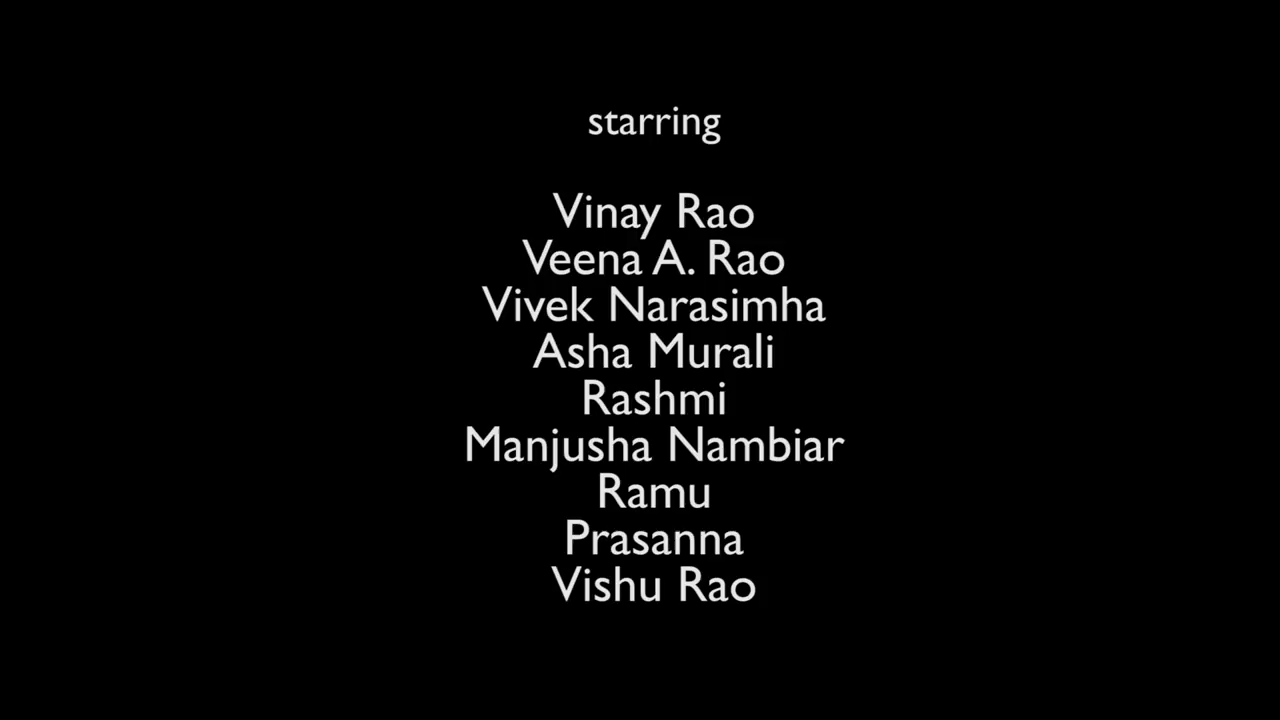 starring
Vinay Rao
Veena A. Rao
Vivek Narasimha
Asha Murali
Rashmi
Manjusha Nambiar
Ramu
Prasanna
Vishu Rao